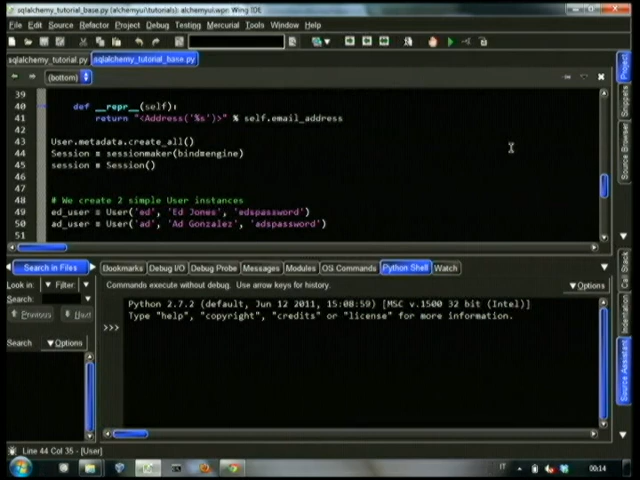 sqlalchemy_tutorial_base.py (alchemyui\tutorials): alchemyui.wpr: Wing IDE
File Edit Source Refactor Project Debug Testing Mercurial Tools Window Help
sqlalchemy_tutorial.py sqlalchemy_tutorial_base.py
(bottom)
39
40 def __repr__(self):
41 return "<Address('%s')>" % self.email_address
42
43 User.metadata.create_all()
44 Session = sessionmaker(bind=engine)
45 session = Session()
46
47
48 # We create 2 simple User instances
49 ed_user = User('ed', 'Ed Jones', 'edspassword')
50 ad_user = User('ad', 'Ad Gonzalez', 'adspassword')
Project
Snippets
Source Browser
Search in Files
Bookmarks Debug I/O Debug Probe Messages Modules OS Commands Python Shell Watch
Look in: Filter:
Search:
Previous Next
Search Options
Commands execute without debug. Use arrow keys for history.
Options
Python 2.7.2 (default, Jun 12 2011, 15:08:59) [MSC v.1500 32 bit (Intel)]
Type "help", "copyright", "credits" or "license" for more information.
>>>
Call Stack
Indentation
Source Assistant
Line 44 Col 35 - [User]
IT
00:14